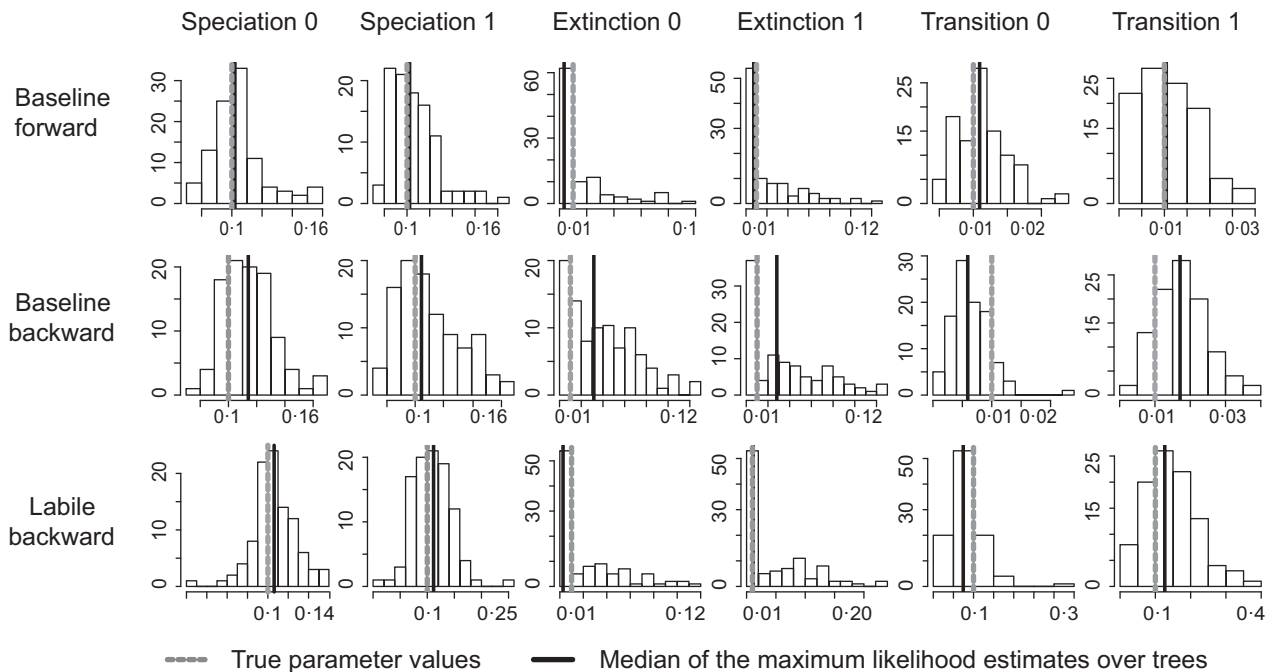 Speciation 0 Speciation 1 Extinction 0 Extinction 1 Transition 0 Transition 1
Baseline
forward
0 10 20 30
0·1 0·16
0 10 20
0·1 0·16
0 30 60
0·01 0·1
0 30 50
0·01 0·12
0 15 25
0·01 0·02
0 15 25
0·01 0·03
Baseline
backward
0 10 20
0·1 0·16
0 10 20
0·1 0·16
0 10 20
0·01 0·12
0 10 20 30
0·01 0·12
0 10 20 30
0·01 0·02
0 15 25
0·01 0·03
Labile
backward
0 10 20
0·1 0·14
0 10 20
0·1 0·25
0 30 50
0·01 0·12
0 30 50
0·01 0·20
0 30 50
0·1 0·3
0 15 25
0·1 0·4
True parameter values Median of the maximum likelihood estimates over trees